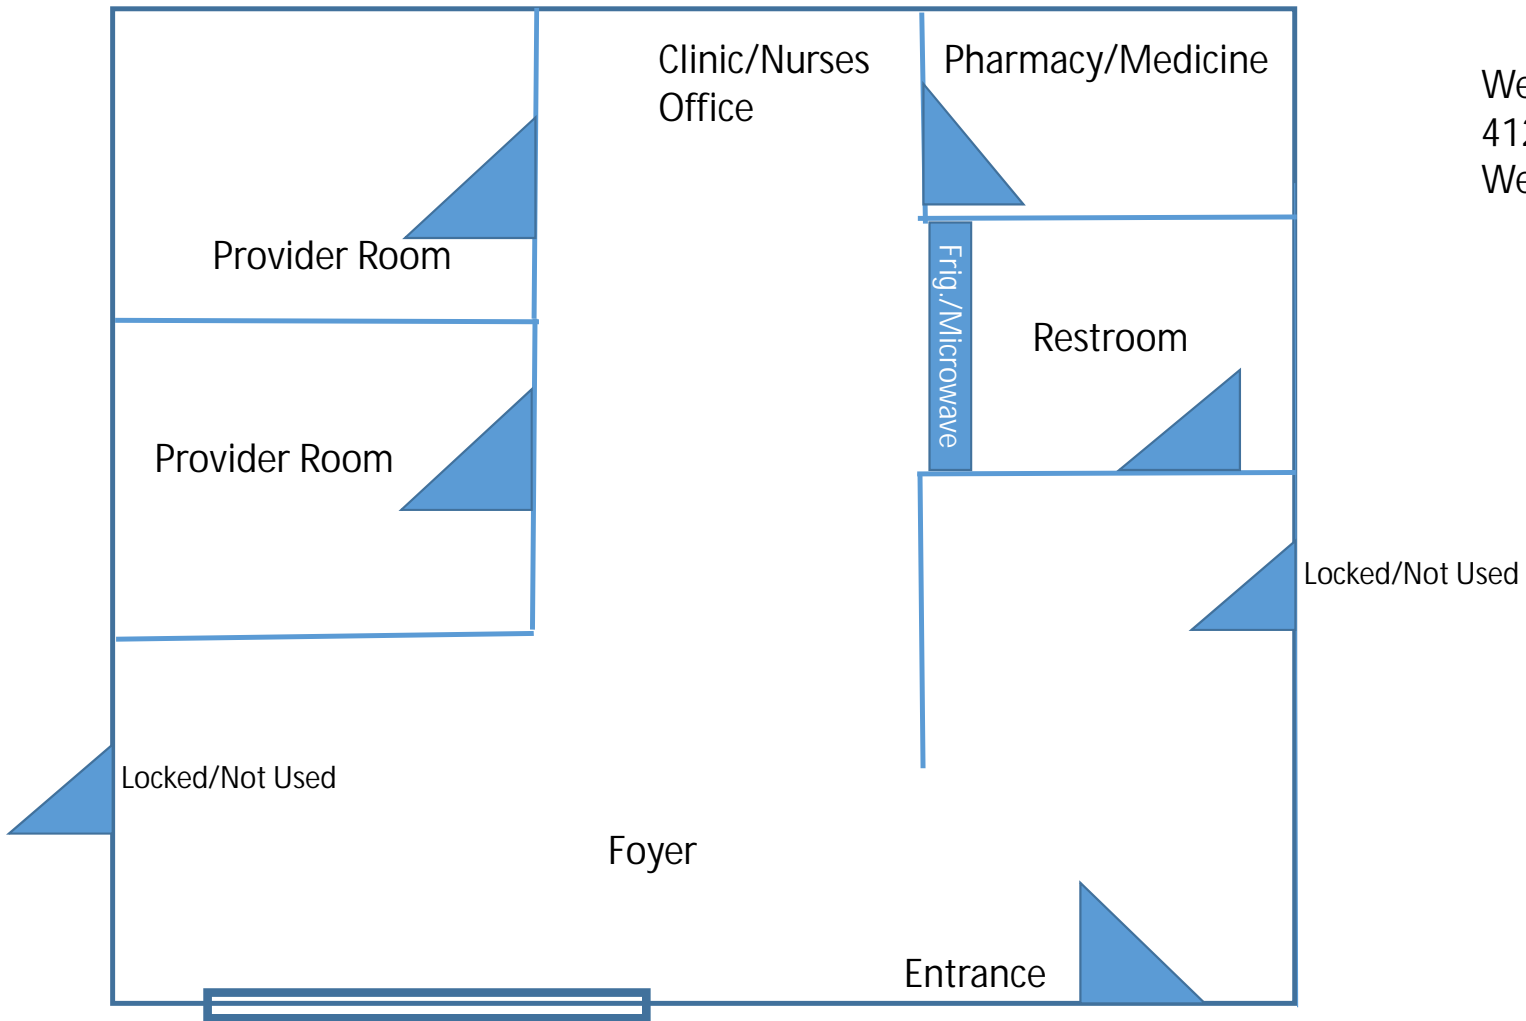 Clinic/Nurses
Office
Pharmacy/Medicine
Provider Room
Frig./Microwave
Restroom
Provider Room
Locked/Not Used
Locked/Not Used
Foyer
Entrance